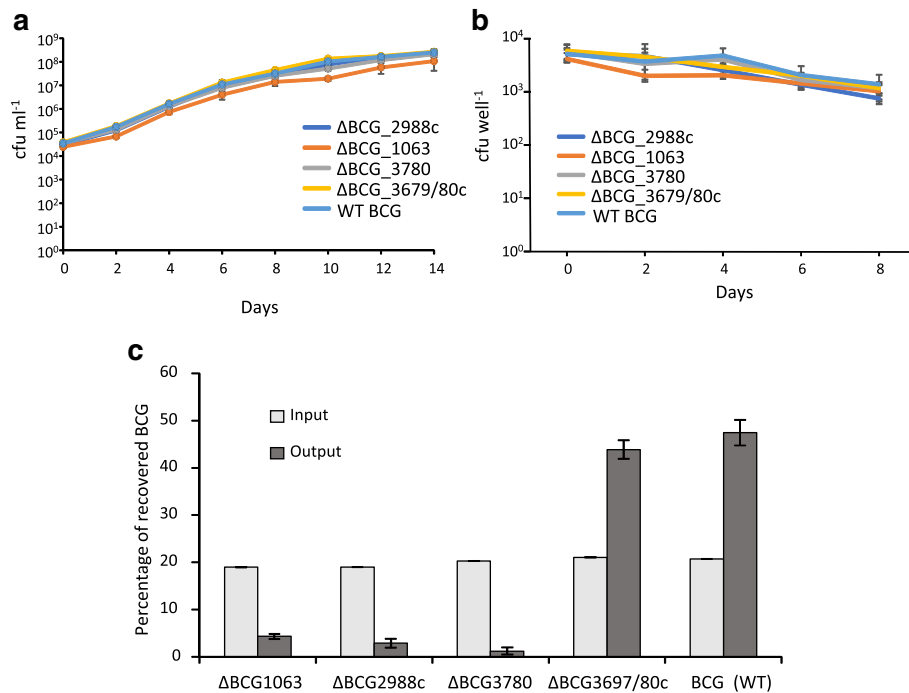 a
cfu ml-1
10⁹
10⁸
10⁷
10⁶
10⁵
10⁴
10³
10²
10¹
10⁰
0 2 4 6 8 10 12 14
Days
ΔBCG_2988c
ΔBCG_1063
ΔBCG_3780
ΔBCG_3679/80c
WT BCG
b
cfu well-1
10⁴
10³
10²
10¹
10⁰
0 2 4 6 8
Days
ΔBCG_2988c
ΔBCG_1063
ΔBCG_3780
ΔBCG_3679/80c
WT BCG
c
Percentage of recovered BCG
60
50
40
30
20
10
0
Input
Output
ΔBCG1063 ΔBCG2988c ΔBCG3780 ΔBCG3697/80c BCG (WT)